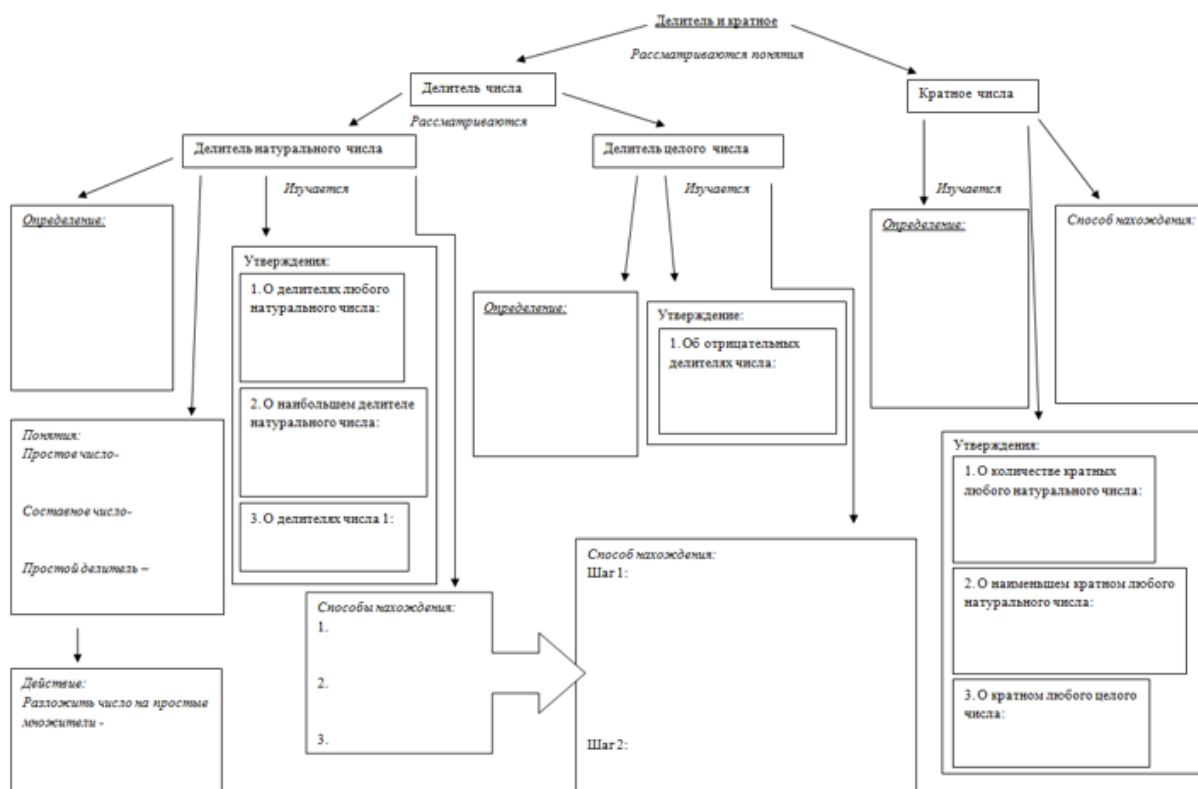 Делитель и кратное
Рассматриваются понятия
Делитель числа
Кратное числа
Рассматриваются
Делитель натурального числа
Делитель целого числа
Изучается
Изучается
Изучается
Определение:
Утверждения:
1. О делителях любого
натурального числа:
2. О наибольшем делителе
натурального числа:
3. О делителях числа 1:
Понятия:
Простое число-
Составное число-
Простой делитель –
Действие:
Разложить число на простые
множители -
Способы нахождения:
1.
2.
3.
Определение:
Утверждение:
1. Об отрицательных
делителях числа:
Способ нахождения:
Шаг 1:
Шаг 2:
Определение:
Способ нахождения:
Утверждения:
1. О количестве кратных
любого натурального числа:
2. О наименьшем кратном любого
натурального числа:
3. О кратном любого целого
числа: